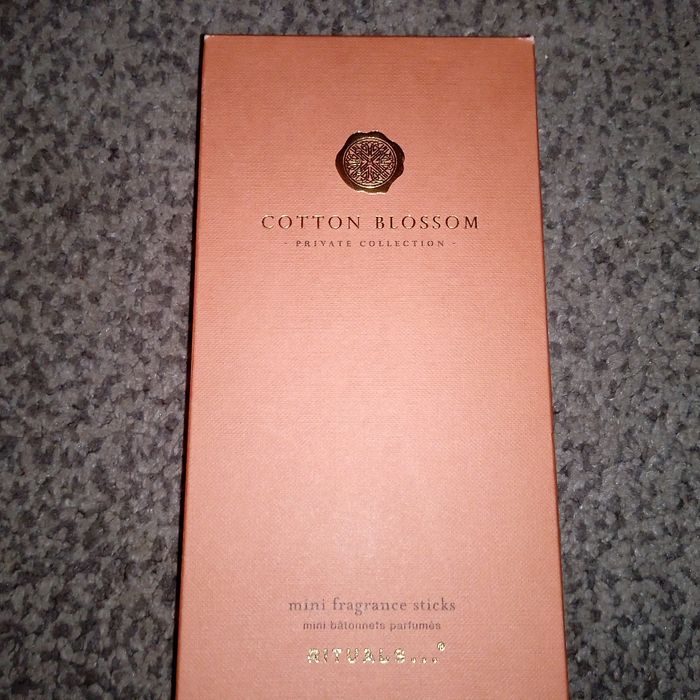 COTTON BLOSSOM
- PRIVATE COLLECTION -
mini fragrance sticks
mini bâtonnets parfumés
RITUALS...®